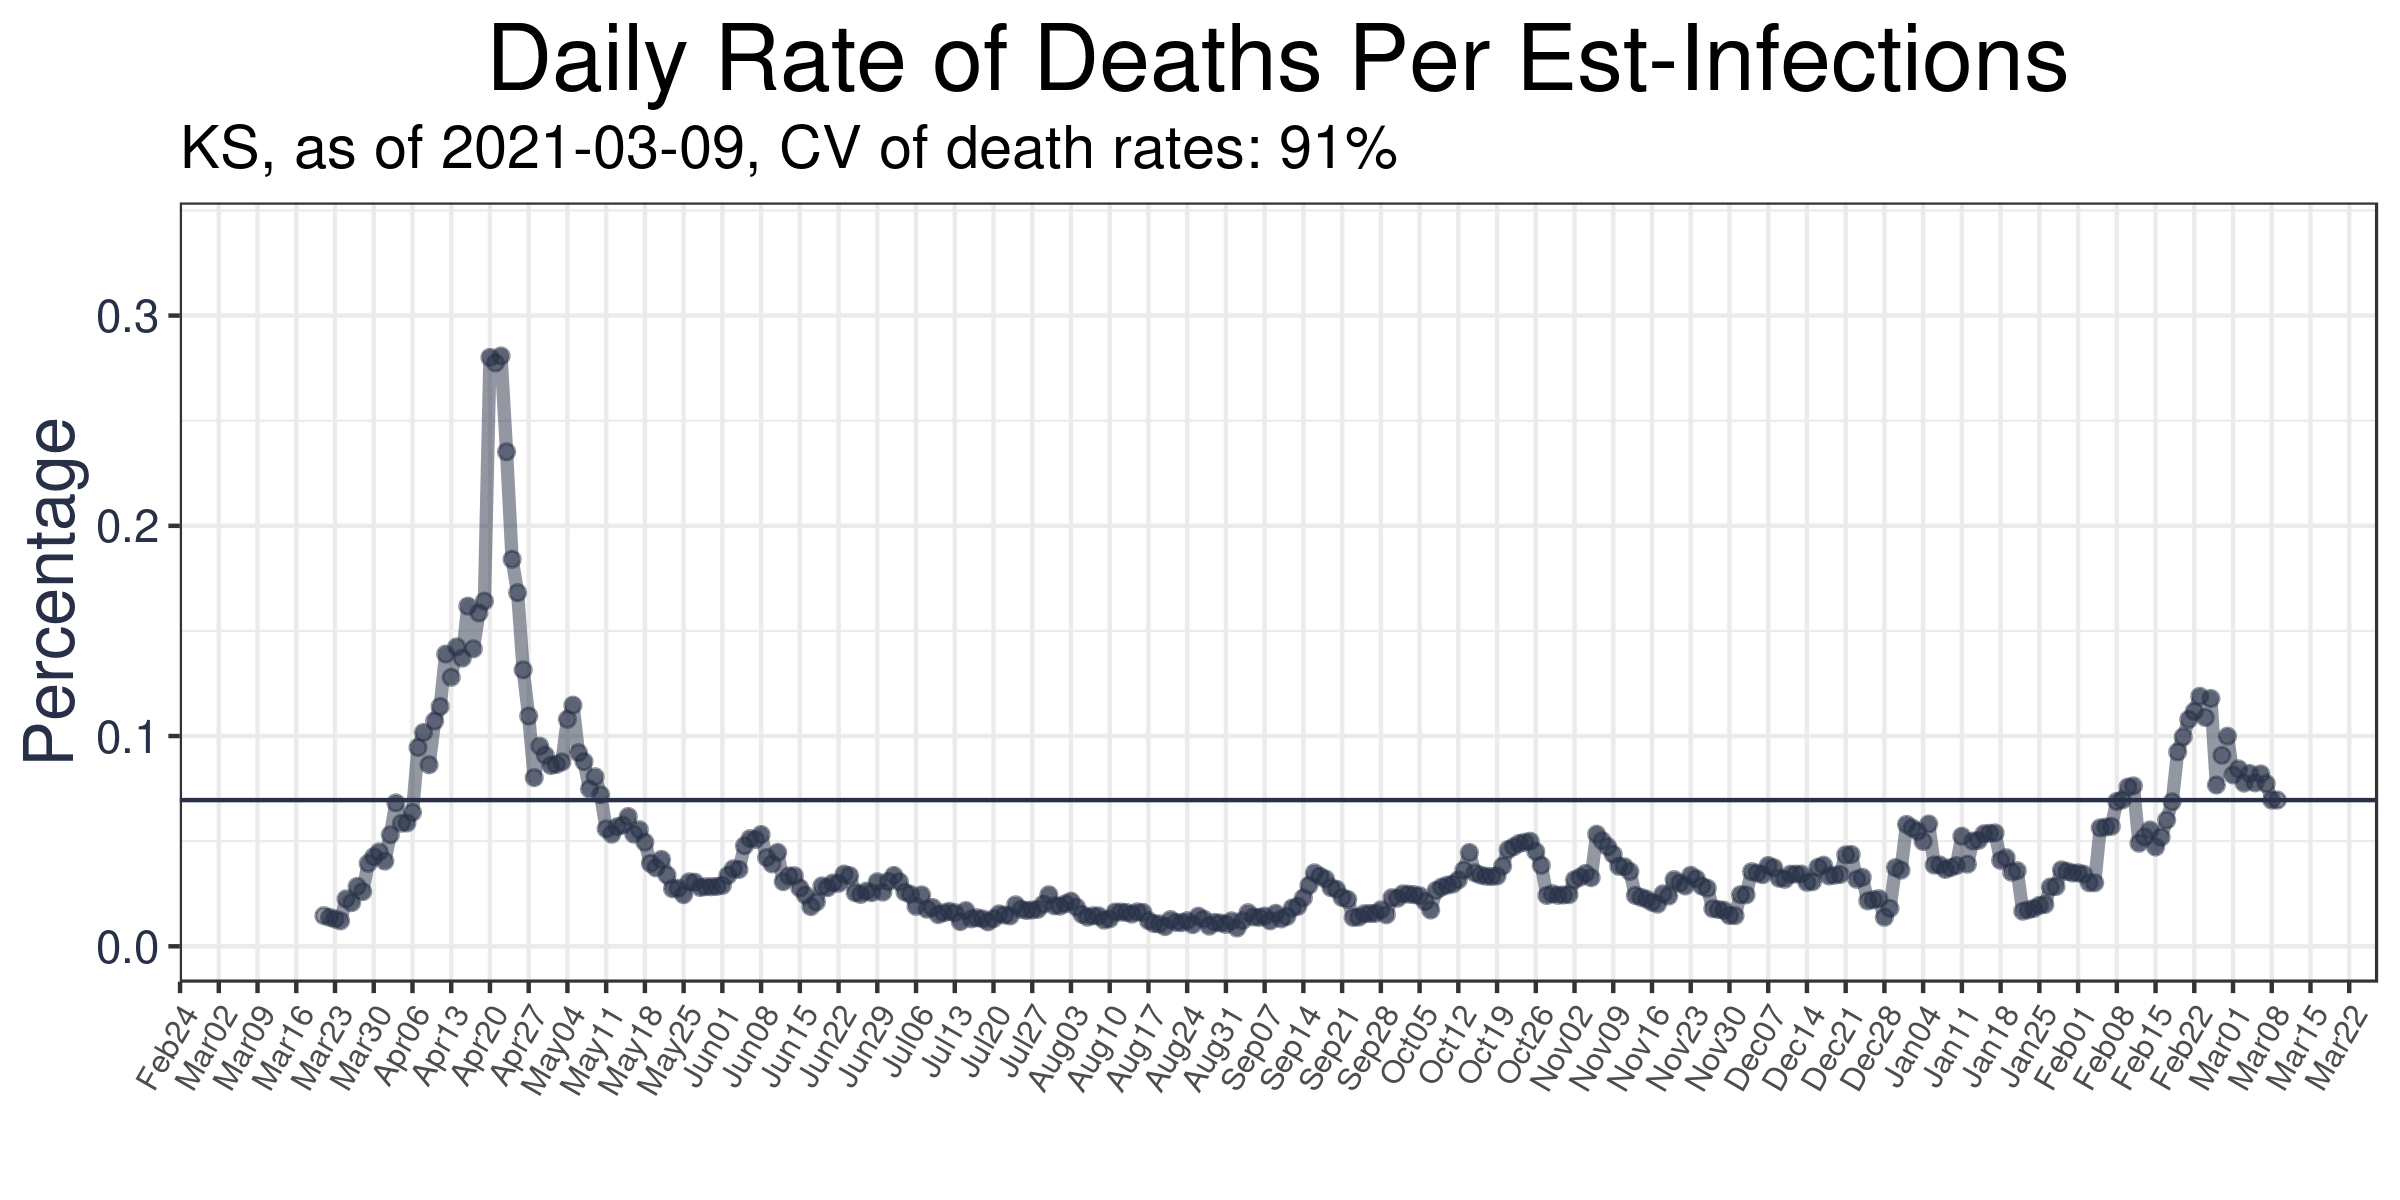 Daily Rate of Deaths Per Est-Infections
KS, as of 2021-03-09, CV of death rates: 91%
Percentage
0.3
0.2
0.1
0.0
Feb24
Mar02
Mar09
Mar16
Mar23
Mar30
Apr06
Apr13
Apr20
Apr27
May04
May11
May18
May25
Jun01
Jun08
Jun15
Jun22
Jun29
Jul06
Jul13
Jul20
Jul27
Aug03
Aug10
Aug17
Aug24
Aug31
Sep07
Sep14
Sep21
Sep28
Oct05
Oct12
Oct19
Oct26
Nov02
Nov09
Nov16
Nov23
Nov30
Dec07
Dec14
Dec21
Dec28
Jan04
Jan11
Jan18
Jan25
Feb01
Feb08
Feb15
Feb22
Mar01
Mar08
Mar15
Mar22